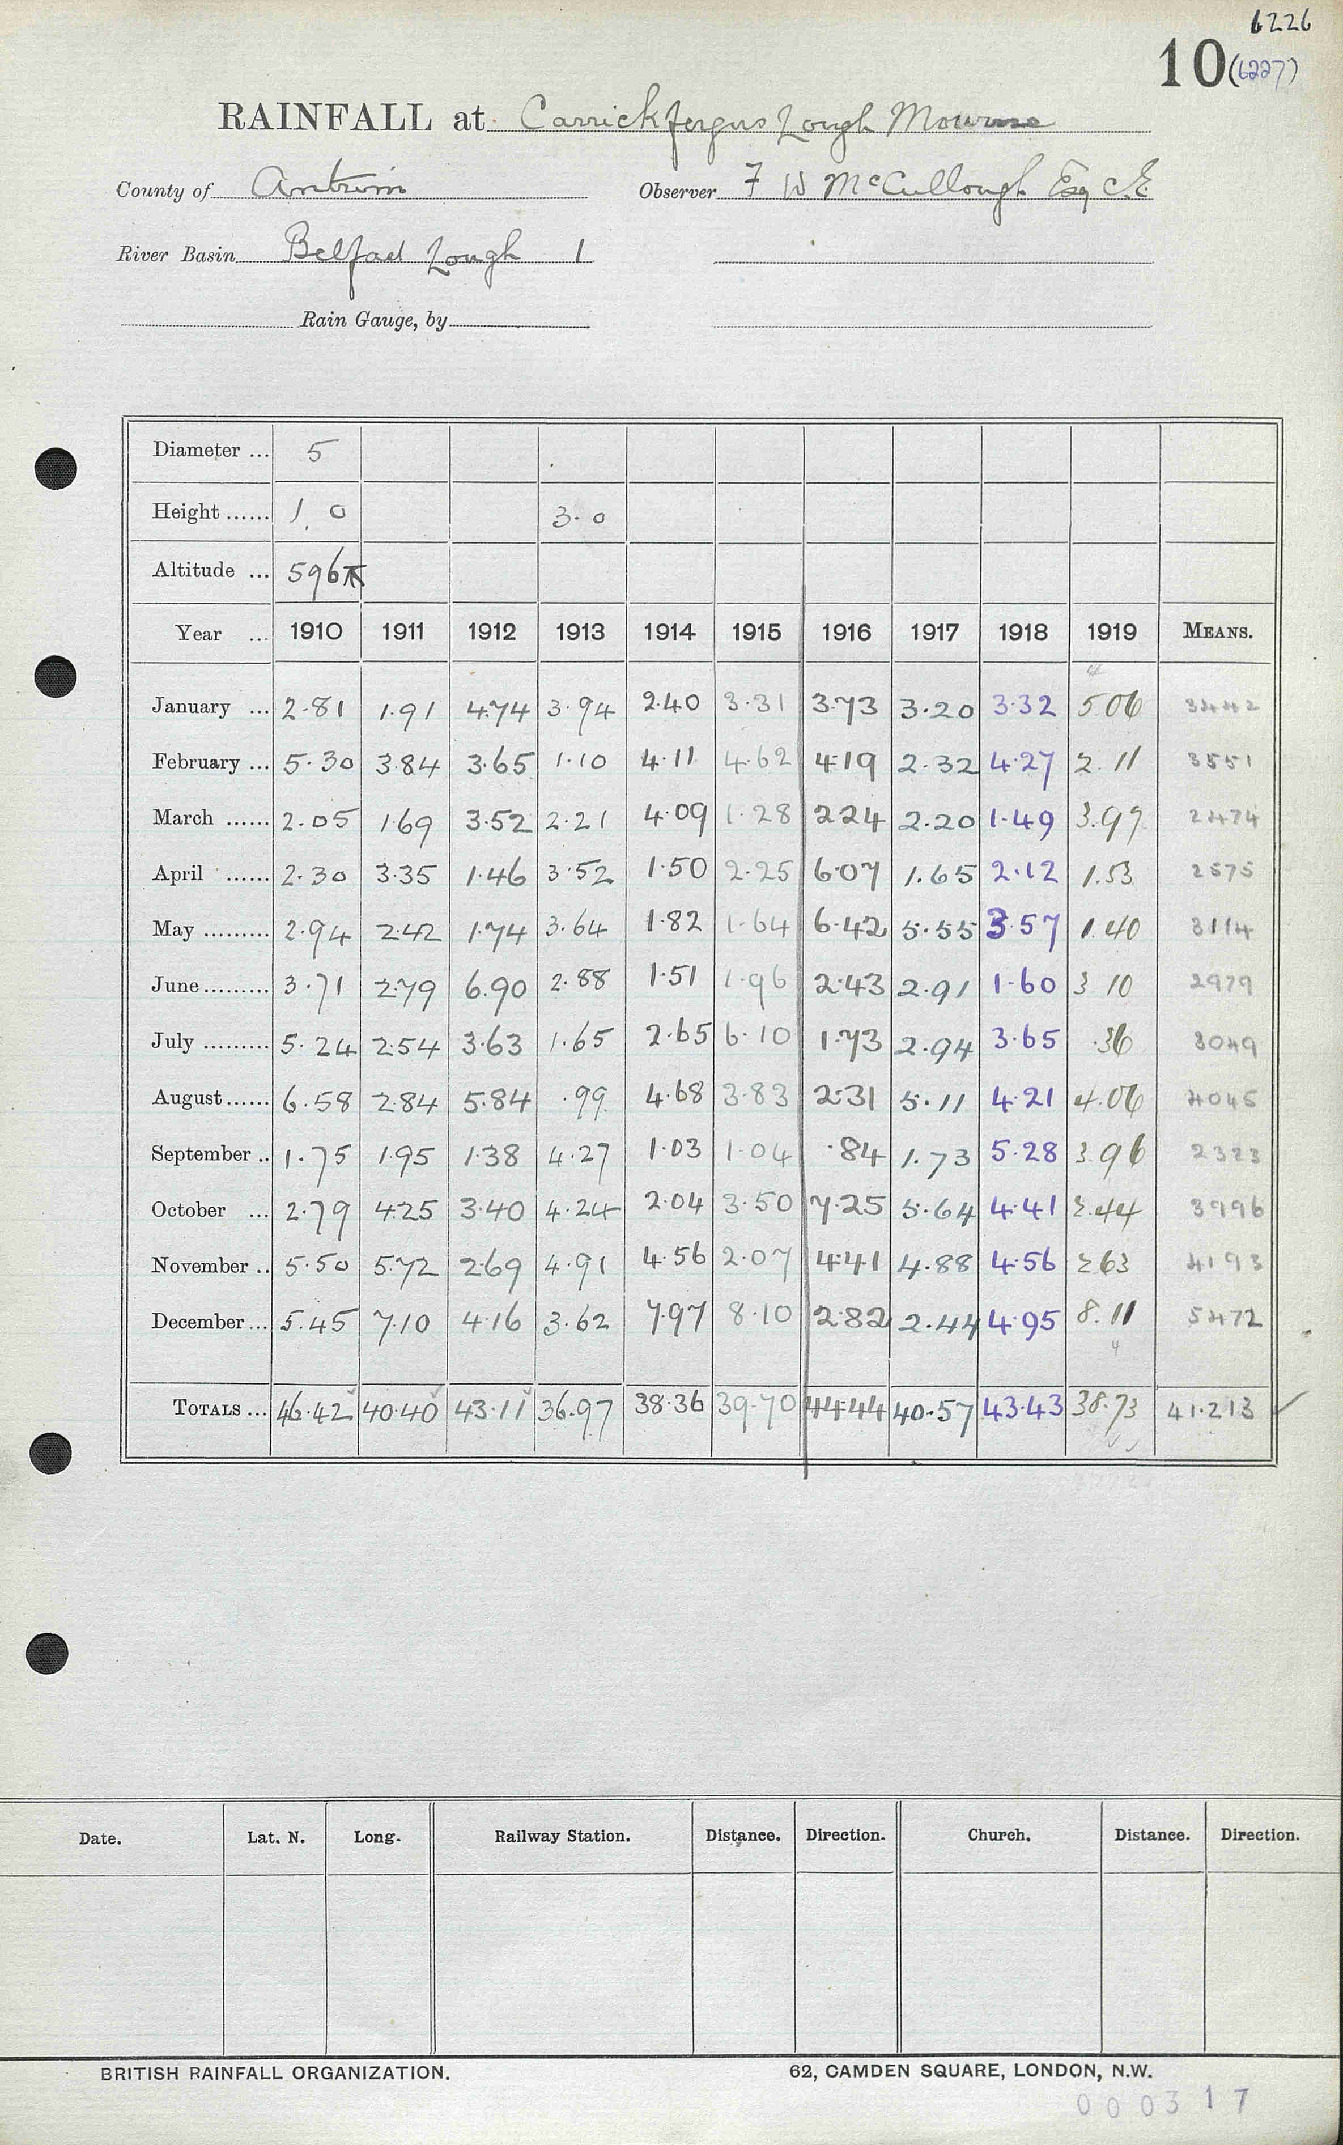 6226
10 (6227)
RAINFALL at Carrickfergus Lough Mourne
County of Antrim Observer F W McCullough Esq C.E
River Basin Belfast Lough 1
Rain Gauge, by
Diameter ... 5
Height ...... 1. 0 3. 0
Altitude ... 596
Year ... 1910 1911 1912 1913 1914 1915 1916 1917 1918 1919 MEANS.
January ... 2.81 1.91 4.74 3.94 2.40 3.31 3.73 3.20 3.32 5.06 3442
February ... 5.30 3.84 3.65 1.10 4.11 4.62 4.19 2.32 4.27 2.11 3551
March ...... 2.05 1.69 3.52 2.21 4.09 1.28 2.24 2.20 1.49 3.97 2474
April ...... 2.30 3.35 1.46 3.52 1.50 2.25 6.07 1.65 2.12 1.53 2575
May ......... 2.94 2.42 1.74 3.64 1.82 1.64 6.42 5.55 3.57 1.40 3114
June ......... 3.71 2.79 6.90 2.88 1.51 1.96 2.43 2.91 1.60 3 10 2979
July ......... 5.24 2.54 3.63 1.65 2.65 6.10 1.73 2.94 3.65 .36 3049
August ...... 6.58 2.84 5.84 .99 4.68 3.83 2.31 5.11 4.21 4.06 4045
September .. 1.75 1.95 1.38 4.27 1.03 1.04 .84 1.73 5.28 3.96 2323
October ... 2.79 4.25 3.40 4.24 2.04 3.50 7.25 5.64 4.41 2.44 3996
November .. 5.50 5.72 2.69 4.91 4.56 2.07 4.41 4.88 4.56 2.63 4193
December ... 5.45 7.10 4.16 3.62 7.97 8.10 2.82 2.44 4.95 8.11 5472
TOTALS ... 46.42 40.40 43.11 36.97 38.36 39.70 44.44 40.57 43.43 38.73 41.213
Date. Lat. N. Long. Railway Station. Distance. Direction. Church. Distance. Direction.
BRITISH RAINFALL ORGANIZATION. 62, CAMDEN SQUARE, LONDON, N.W.
000317